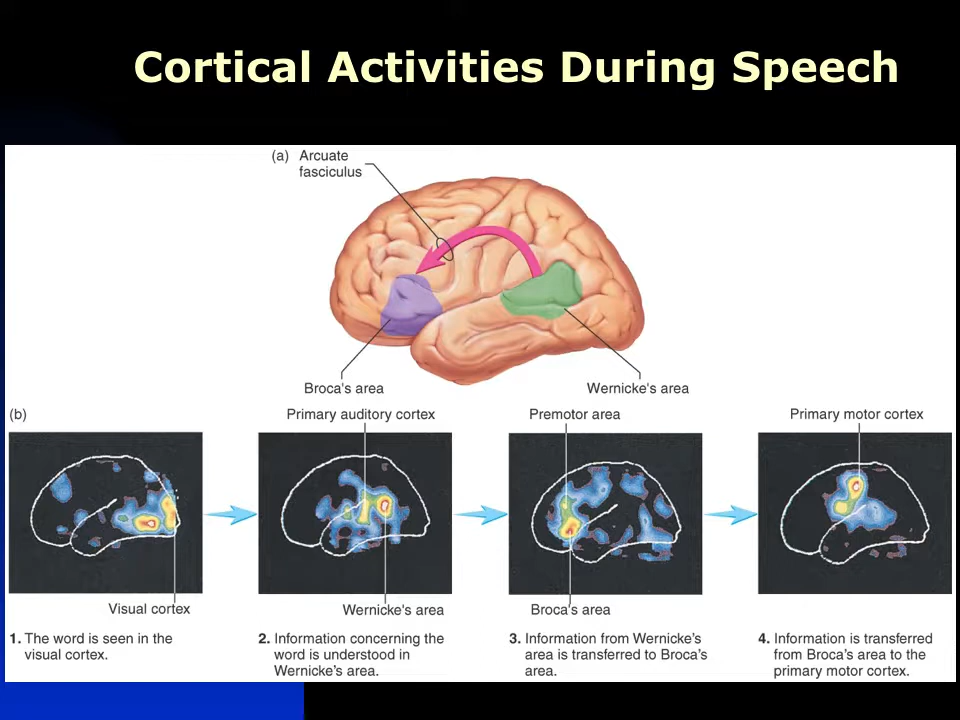 Cortical Activities During Speech
(a) Arcuate
fasciculus
Broca's area
Wernicke's area
(b)
Primary auditory cortex
Premotor area
Primary motor cortex
Visual cortex
Wernicke's area
Broca's area
1. The word is seen in the
visual cortex.
2. Information concerning the
word is understood in
Wernicke’s area.
3. Information from Wernicke’s
area is transferred to Broca’s
area.
4. Information is transferred
from Broca’s area to the
primary motor cortex.